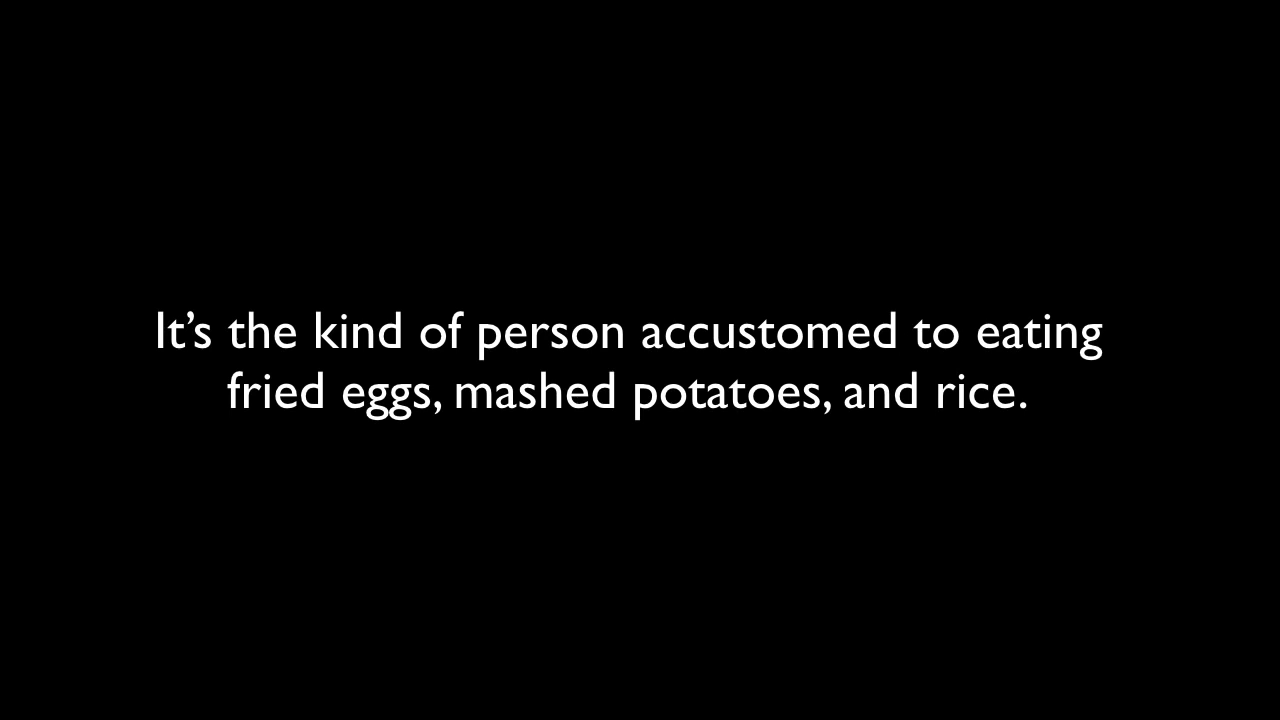 It’s the kind of person accustomed to eating
fried eggs, mashed potatoes, and rice.